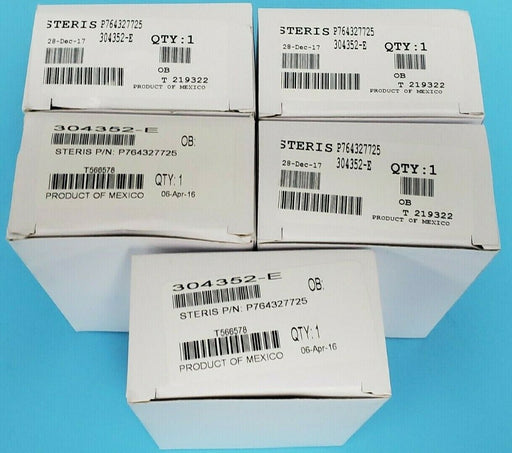 STERIS P764327725
28-Dec-17 304352-E QTY:1
OB
T 219322
PRODUCT OF MEXICO
STERIS P764327725
28-Dec-17 304352-E QTY:1
OB
T 219322
PRODUCT OF MEXICO
304352-E OB:
STERIS P/N: P764327725
T566578
QTY:1
PRODUCT OF MEXICO 06-Apr-16
STERIS P764327725
28-Dec-17 304352-E QTY:1
OB
T 219322
PRODUCT OF MEXICO
304352-E OB:
STERIS P/N: P764327725
T566578
QTY:1
06-Apr-16
PRODUCT OF MEXICO